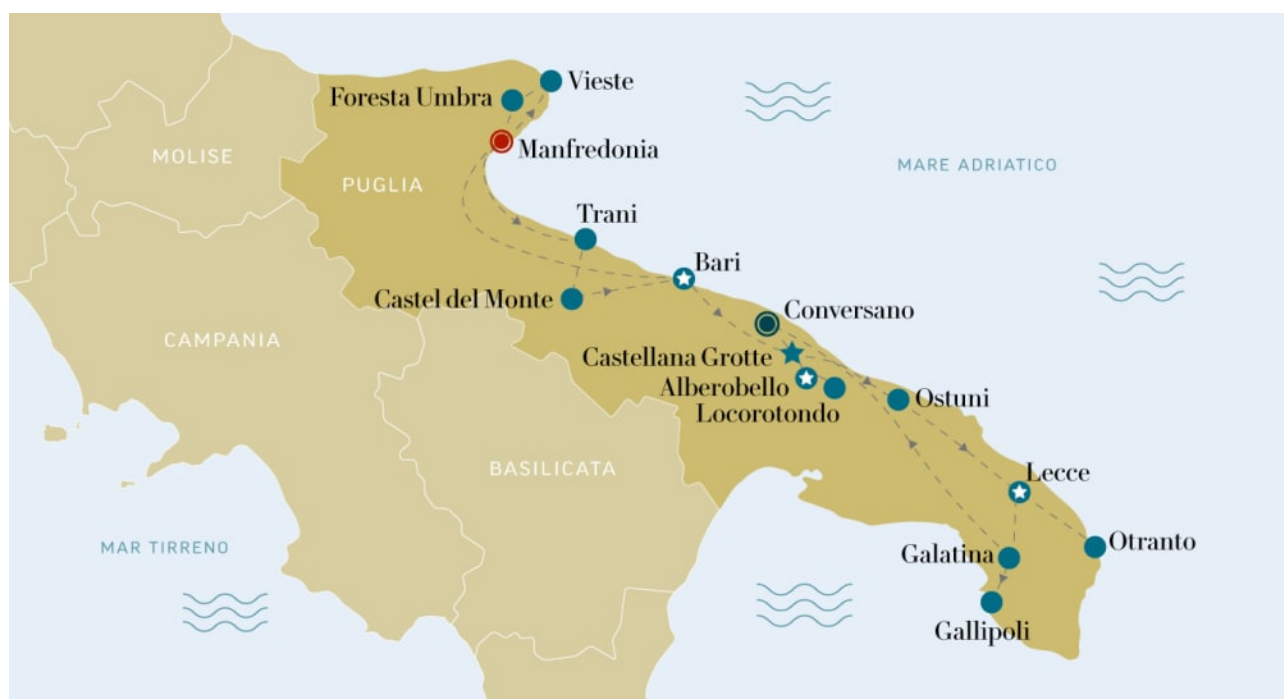 Vieste
Foresta Umbra
Manfredonia
MOLISE
MARE ADRIATICO
PUGLIA
Trani
Bari
Castel del Monte
Conversano
CAMPANIA
Castellana Grotte
Alberobello
Locorotondo
Ostuni
BASILICATA
Lecce
MAR TIRRENO
Galatina
Otranto
Gallipoli